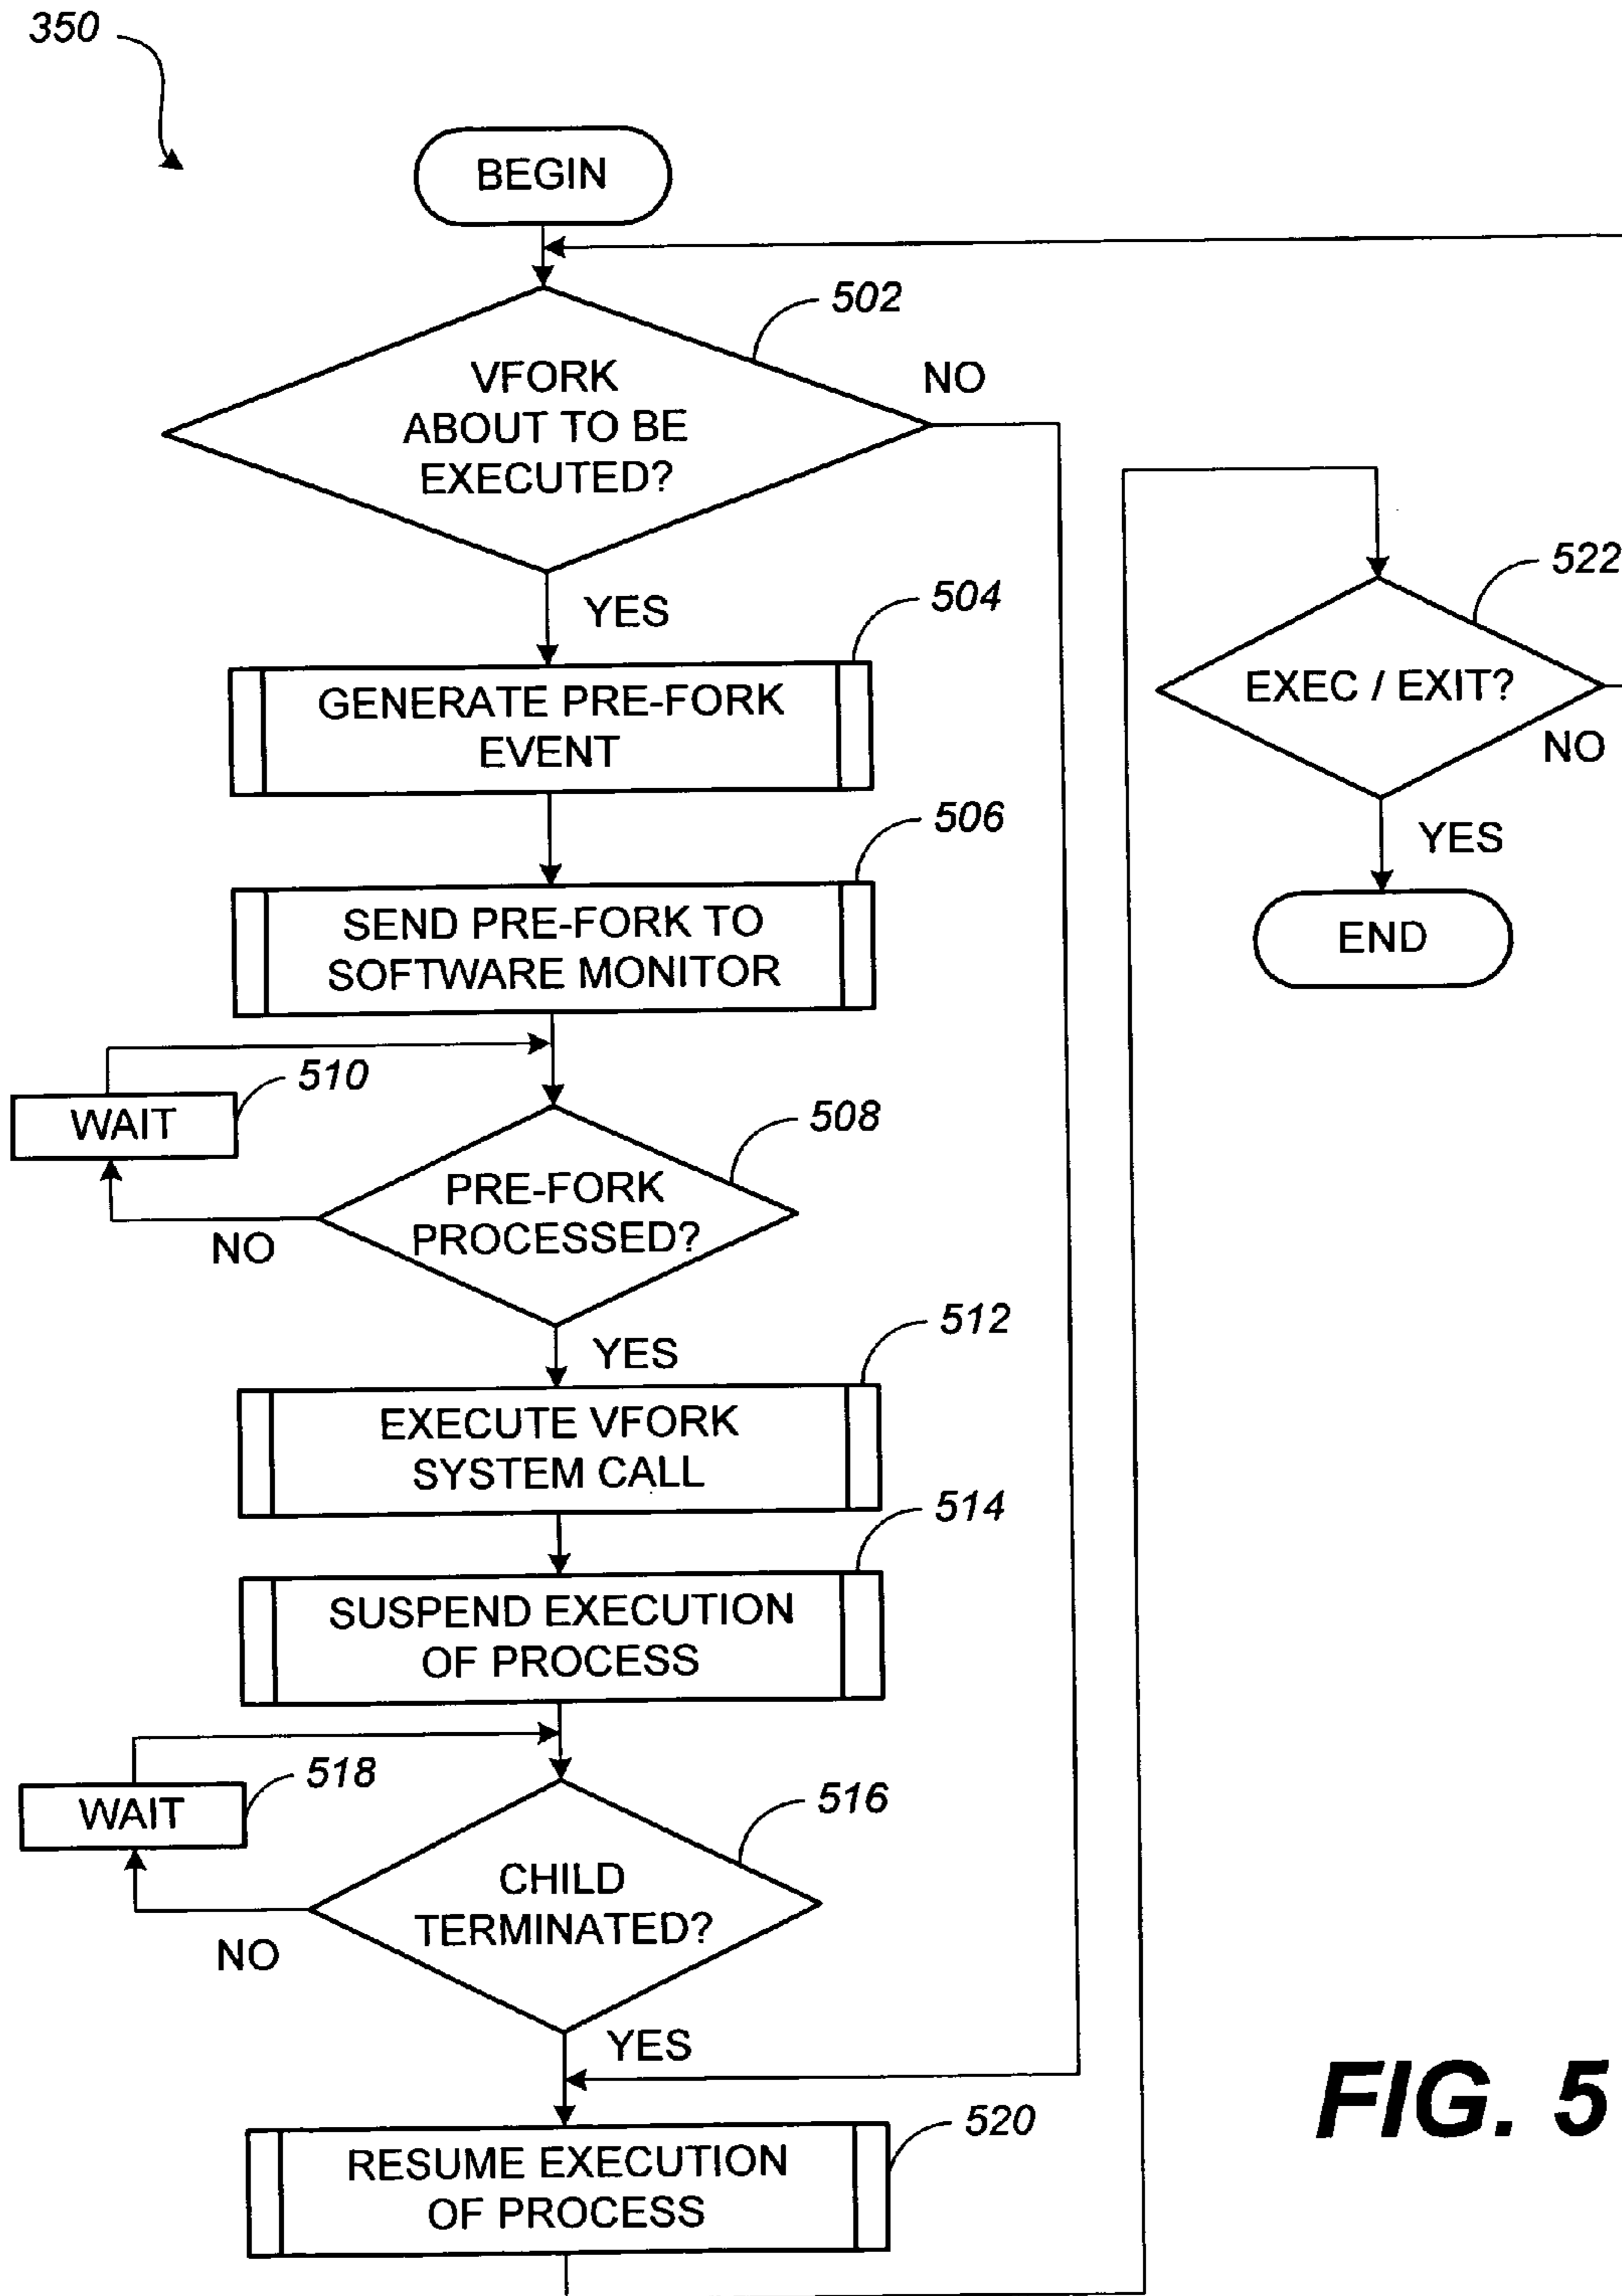 350
BEGIN
502
VFORK
ABOUT TO BE
EXECUTED?
NO
YES
504
GENERATE PRE-FORK
EVENT
506
SEND PRE-FORK TO
SOFTWARE MONITOR
510
WAIT
508
PRE-FORK
PROCESSED?
NO
YES
512
EXECUTE VFORK
SYSTEM CALL
514
SUSPEND EXECUTION
OF PROCESS
518
WAIT
516
CHILD
TERMINATED?
NO
YES
520
RESUME EXECUTION
OF PROCESS
522
EXEC / EXIT?
NO
YES
END
FIG. 5